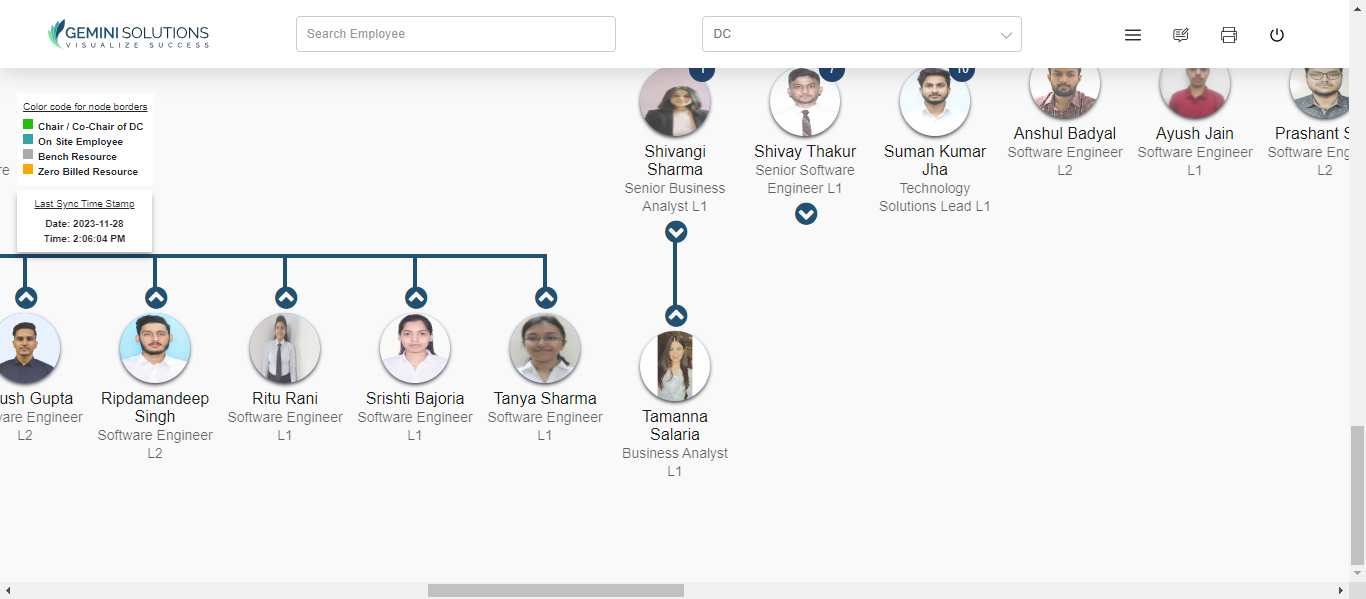 GEMINI SOLUTIONS
VISUALIZE SUCCESS
Search Employee
DC
Color code for node borders
Chair / Co-Chair of DC
On Site Employee
Bench Resource
Zero Billed Resource
Last Sync Time Stamp
Date: 2023-11-28
Time: 2:06:04 PM
re
1
7
10
Shivangi
Sharma
Senior Business
Analyst L1
Shivay Thakur
Senior Software
Engineer L1
Suman Kumar
Jha
Technology
Solutions Lead L1
Anshul Badyal
Software Engineer
L2
Ayush Jain
Software Engineer
L1
Prashant S
Software Eng
L2
ush Gupta
vare Engineer
L2
Ripdamandeep
Singh
Software Engineer
L2
Ritu Rani
Software Engineer
L1
Srishti Bajoria
Software Engineer
L1
Tanya Sharma
Software Engineer
L1
Tamanna
Salaria
Business Analyst
L1